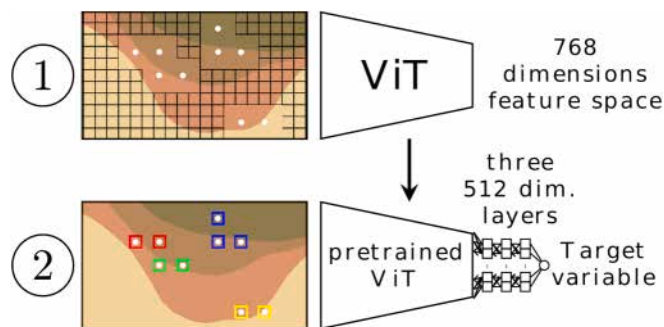 1
ViT
768
dimensions
feature space
three
512 dim.
layers
2
pretrained
ViT
Target
variable